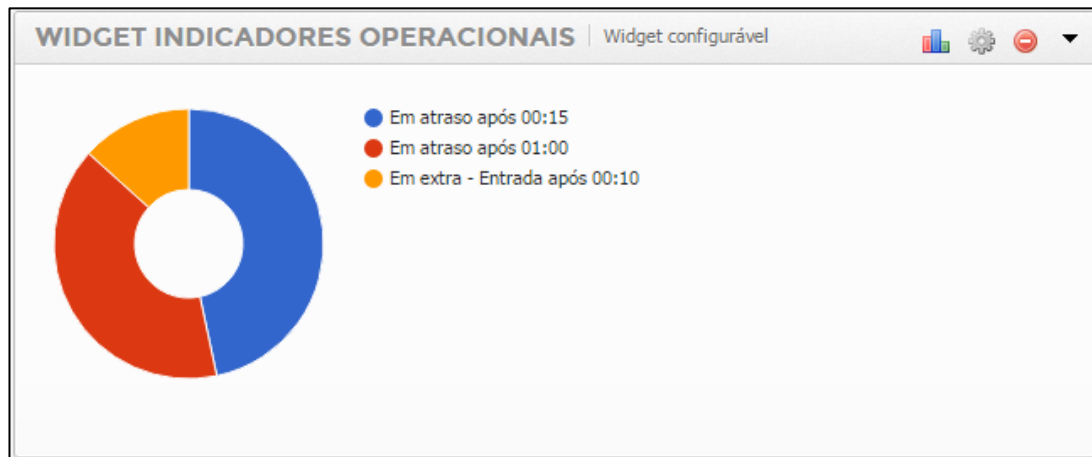 WIDGET INDICADORES OPERACIONAIS Widget configurável
Em atraso após 00:15
Em atraso após 01:00
Em extra - Entrada após 00:10